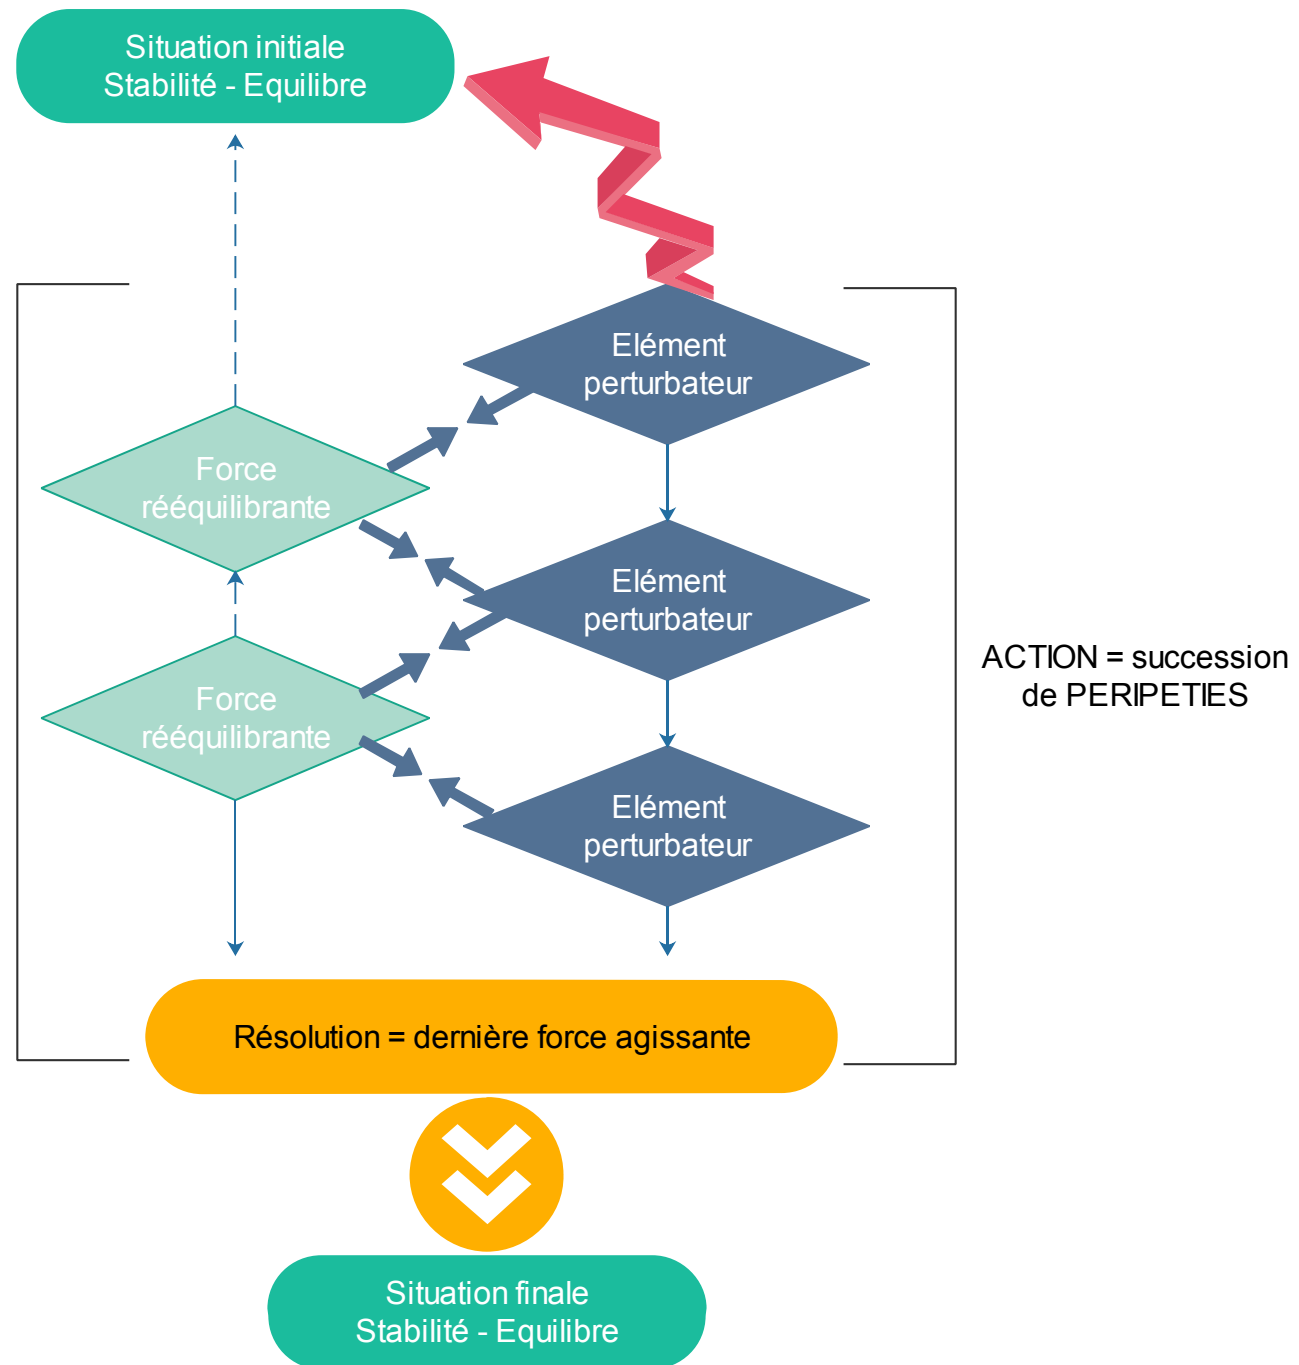 Situation initiale
Stabilité - Equilibre
Elément
perturbateur
Force
rééquilibrante
Elément
perturbateur
ACTION = succession
de PERIPETIES
Force
rééquilibrante
Elément
perturbateur
Résolution = dernière force agissante
Situation finale
Stabilité - Equilibre